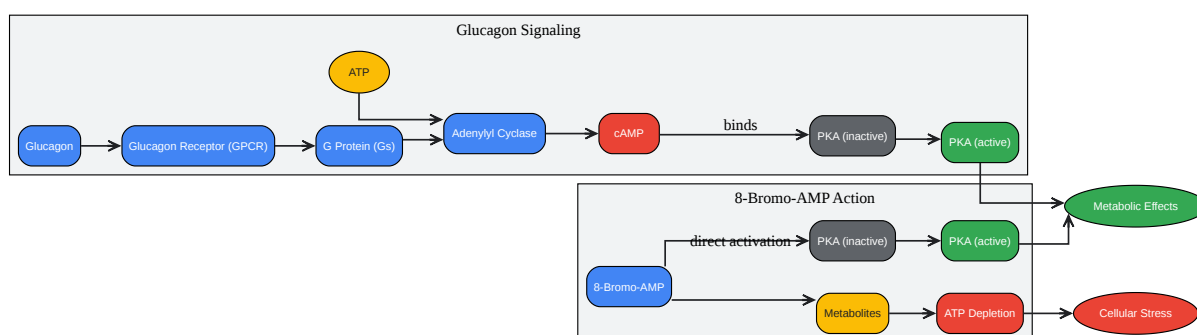 Glucagon Signaling
ATP
Glucagon
Glucagon Receptor (GPCR)
G Protein (Gs)
Adenylyl Cyclase
cAMP
binds
PKA (inactive)
PKA (active)
8-Bromo-AMP Action
Metabolic Effects
8-Bromo-AMP
direct activation
PKA (inactive)
PKA (active)
Metabolites
ATP Depletion
Cellular Stress